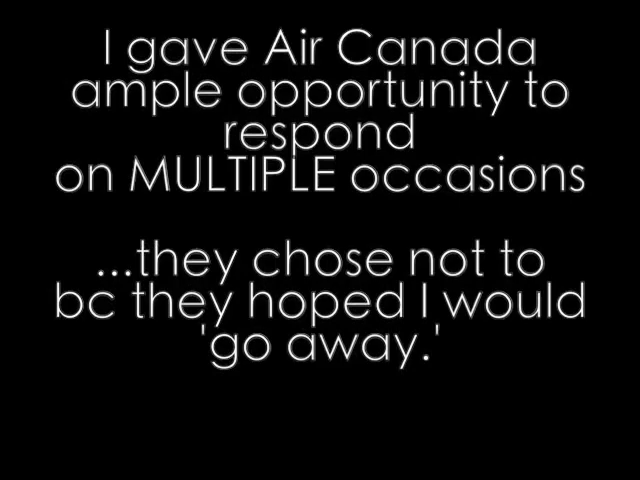 I gave Air Canada
ample opportunity to
respond
on MULTIPLE occasions
...they chose not to
bc they hoped I would
'go away.'